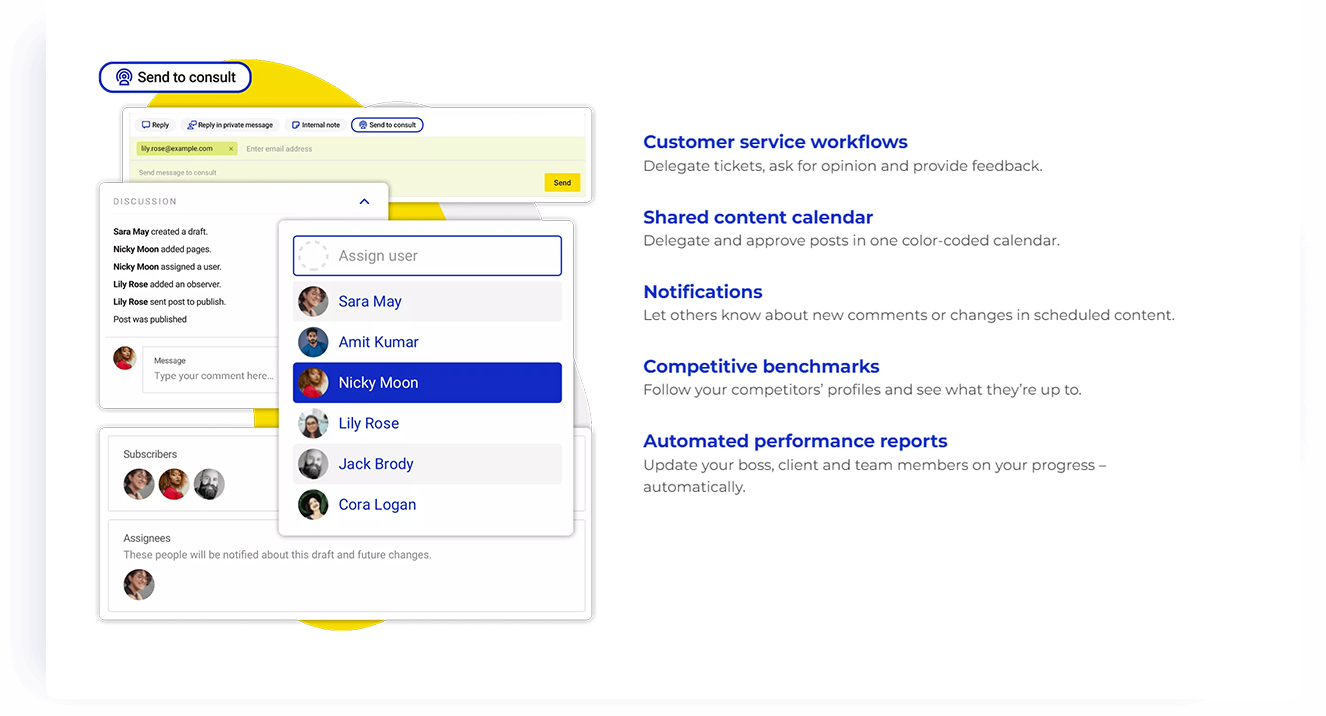 Send to consult
Reply
Reply in private message
Internal note
Send to consult
lily.rose@example.com ×
Enter email address
Send message to consult
Send
DISCUSSION
Sara May created a draft.
Nicky Moon added pages.
Nicky Moon assigned a user.
Lily Rose added an observer.
Lily Rose sent post to publish.
Post was published
Message
Type your comment here...
Assign user
Sara May
Amit Kumar
Nicky Moon
Lily Rose
Jack Brody
Cora Logan
Subscribers
Assignees
These people will be notified about this draft and future changes.
Customer service workflows
Delegate tickets, ask for opinion and provide feedback.
Shared content calendar
Delegate and approve posts in one color-coded calendar.
Notifications
Let others know about new comments or changes in scheduled content.
Competitive benchmarks
Follow your competitors’ profiles and see what they’re up to.
Automated performance reports
Update your boss, client and team members on your progress –
automatically.